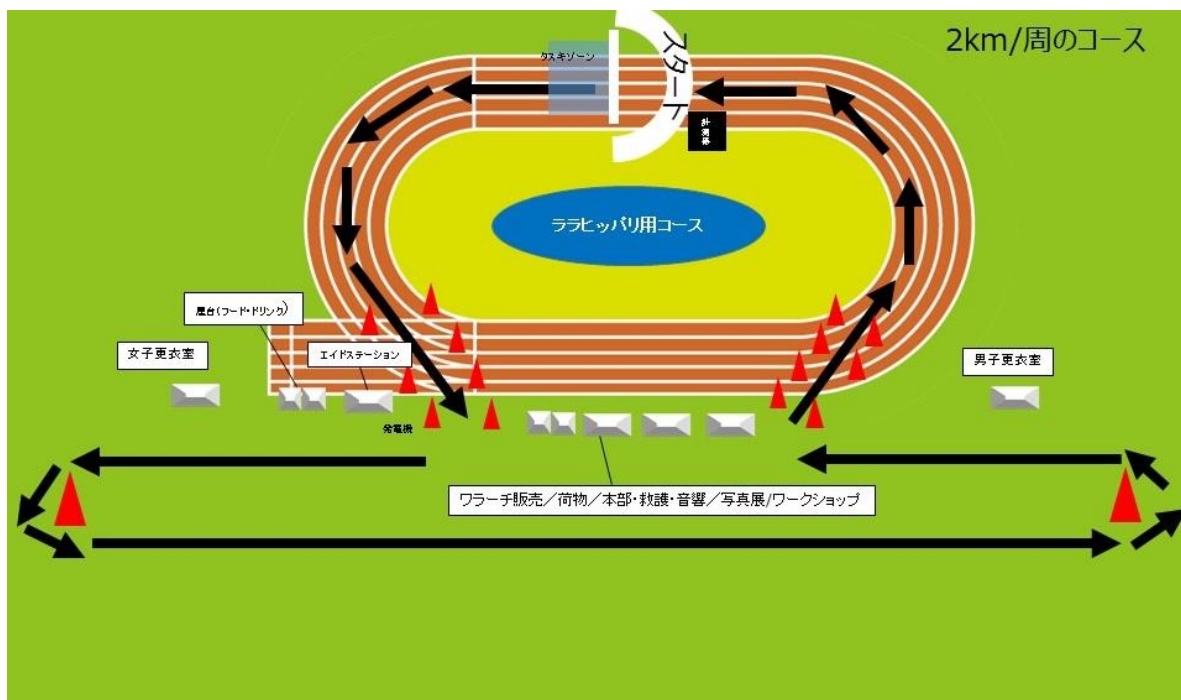 2km/周のコース
タスキゾーン
スタート
計測器
ララヒッパリ用コース
屋台(フード・ドリンク)
女子更衣室
エイドステーション
男子更衣室
発電機
ワラーチ販売/荷物/本部・救護・音響/写真展/ワークショップ